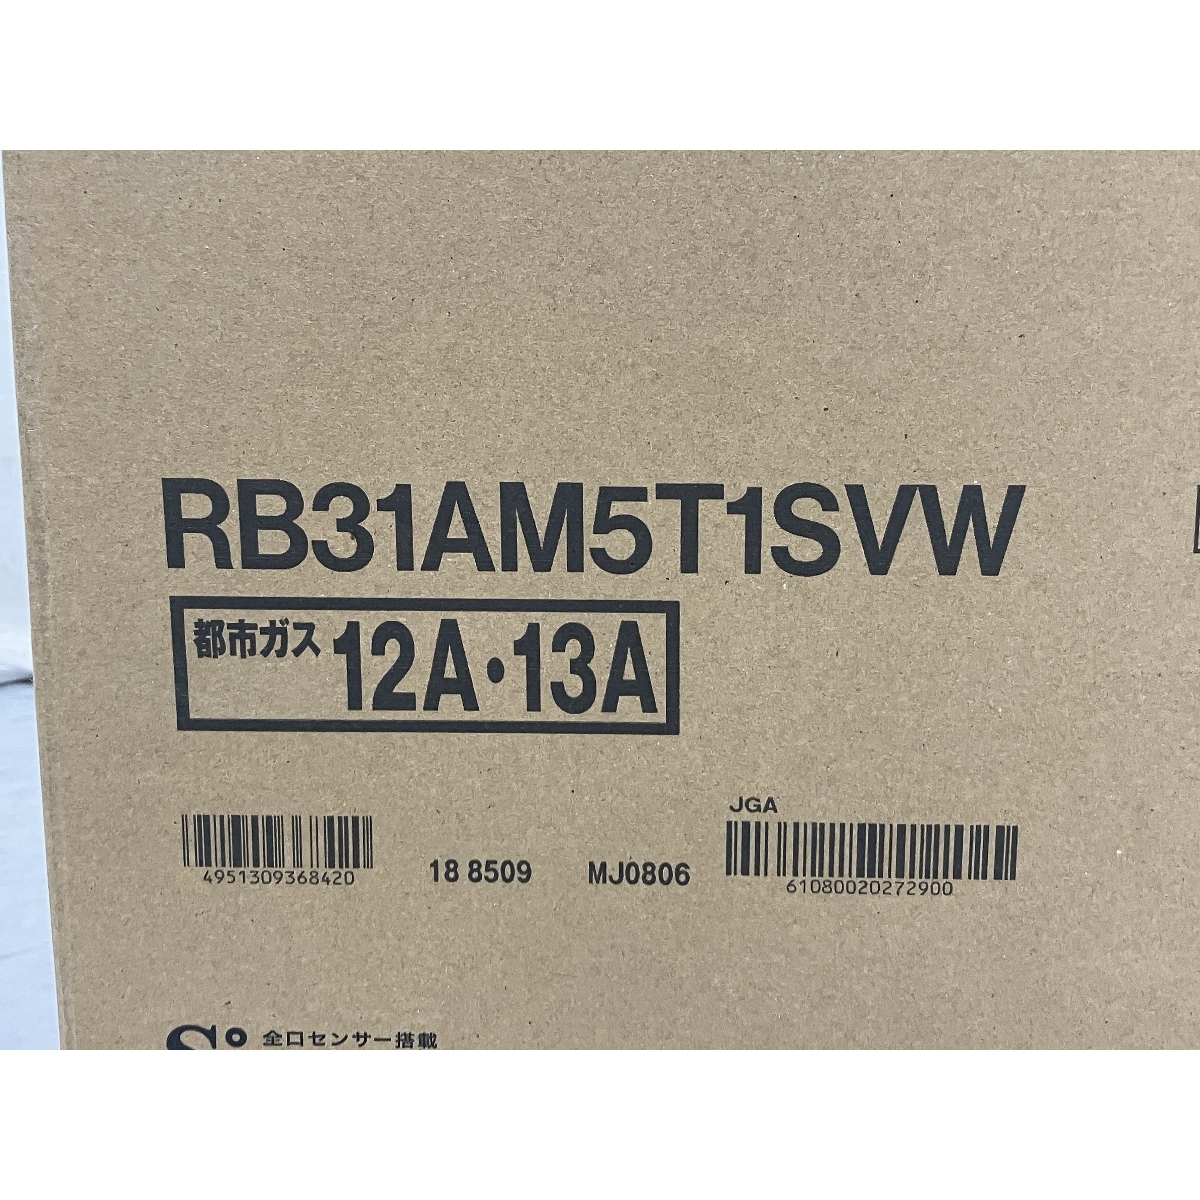 RB31AM5T1SVW
都市ガス 12A・13A
JGA
4951309368420
18 8509
MJ0806
61080020272900
S° 全口センサー搭載